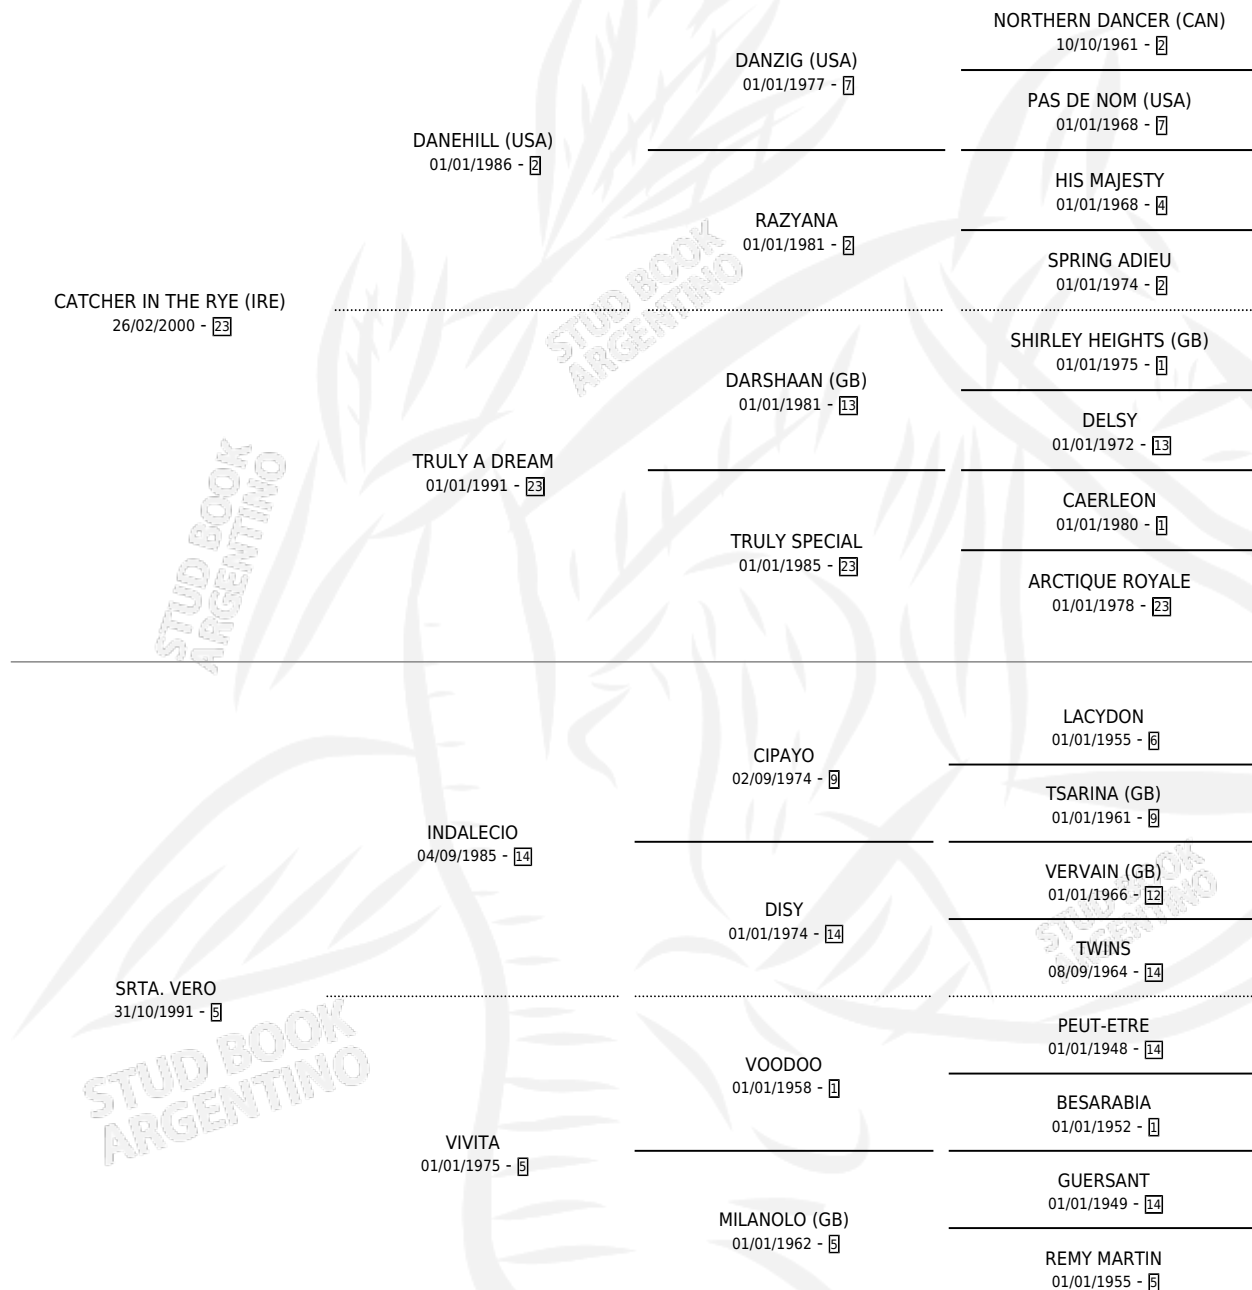 NORTHERN DANCER (CAN)
10/10/1961 - 2
DANZIG (USA)
01/01/1977 - 7
PAS DE NOM (USA)
01/01/1968 - 7
DANEHILL (USA)
01/01/1986 - 2
HIS MAJESTY
01/01/1968 - 4
RAZYANA
01/01/1981 - 2
SPRING ADIEU
01/01/1974 - 2
CATCHER IN THE RYE (IRE)
26/02/2000 - 23
SHIRLEY HEIGHTS (GB)
01/01/1975 - 1
DARSHAAN (GB)
01/01/1981 - 13
DELSY
01/01/1972 - 13
TRULY A DREAM
01/01/1991 - 23
CAERLEON
01/01/1980 - 1
TRULY SPECIAL
01/01/1985 - 23
ARCTIQUE ROYALE
01/01/1978 - 23
LACYDON
01/01/1955 - 6
CIPAYO
02/09/1974 - 9
TSARINA (GB)
01/01/1961 - 9
INDALECIO
04/09/1985 - 14
VERVAIN (GB)
01/01/1966 - 12
DISY
01/01/1974 - 14
TWINS
08/09/1964 - 14
SRTA. VERO
31/10/1991 - 5
PEUT-ETRE
01/01/1948 - 14
VOODOO
01/01/1958 - 1
BESARABIA
01/01/1952 - 1
VIVITA
01/01/1975 - 5
GUERSANT
01/01/1949 - 14
MILANOLO (GB)
01/01/1962 - 5
REMY MARTIN
01/01/1955 - 5
STUD BOOK
ARGENTINO
STUD BOOK
ARGENTINO
STUD BOOK
ARGENTINO
STUD BOOK
ARGENTINO